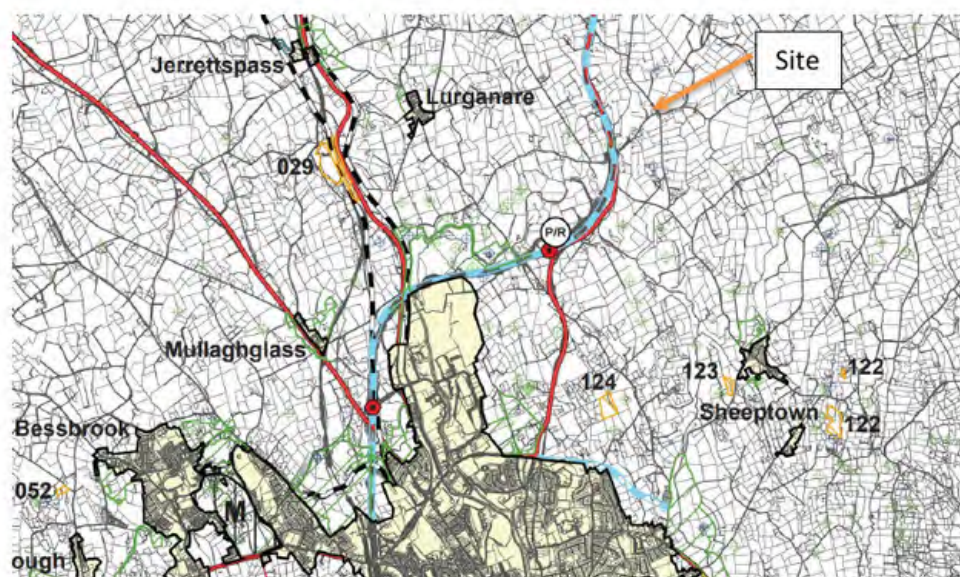 Site
Jerrettspass
Lurganare
029
P/R
Mullaghglass
124
123
122
Sheeptown
122
Bessbrook
052
M
ough